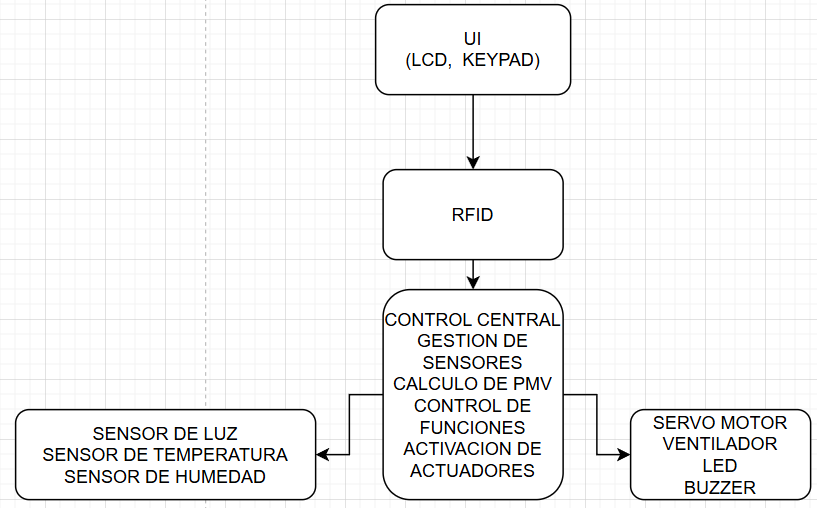 UI
(LCD, KEYPAD)
RFID
CONTROL CENTRAL
GESTION DE
SENSORES
CALCULO DE PMV
CONTROL DE
FUNCIONES
ACTIVACION DE
ACTUADORES
SENSOR DE LUZ
SENSOR DE TEMPERATURA
SENSOR DE HUMEDAD
SERVO MOTOR
VENTILADOR
LED
BUZZER